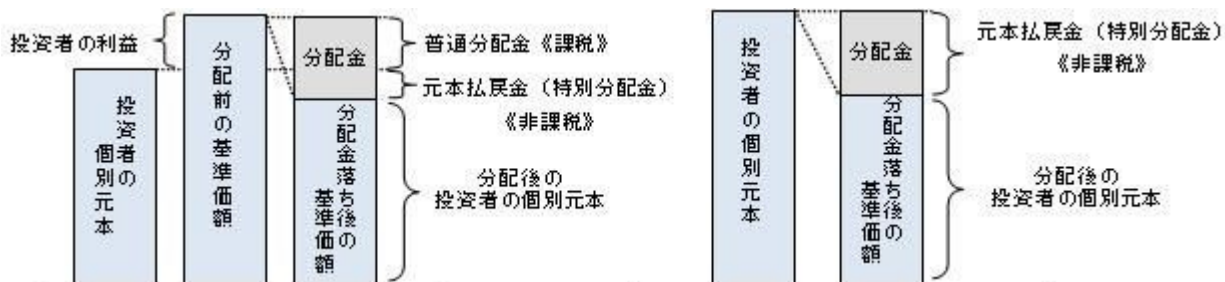 投資者の利益
投資者の
個別元本
分配前の基準価額
分配金
分配金落ち後の
基準価額
普通分配金《課税》
元本払戻金（特別分配金）
《非課税》
分配後の
投資者の個別元本
投資者の個別元本
分配金
分配金落ち後の
基準価額
元本払戻金（特別分配金）
《非課税》
分配後の
投資者の個別元本